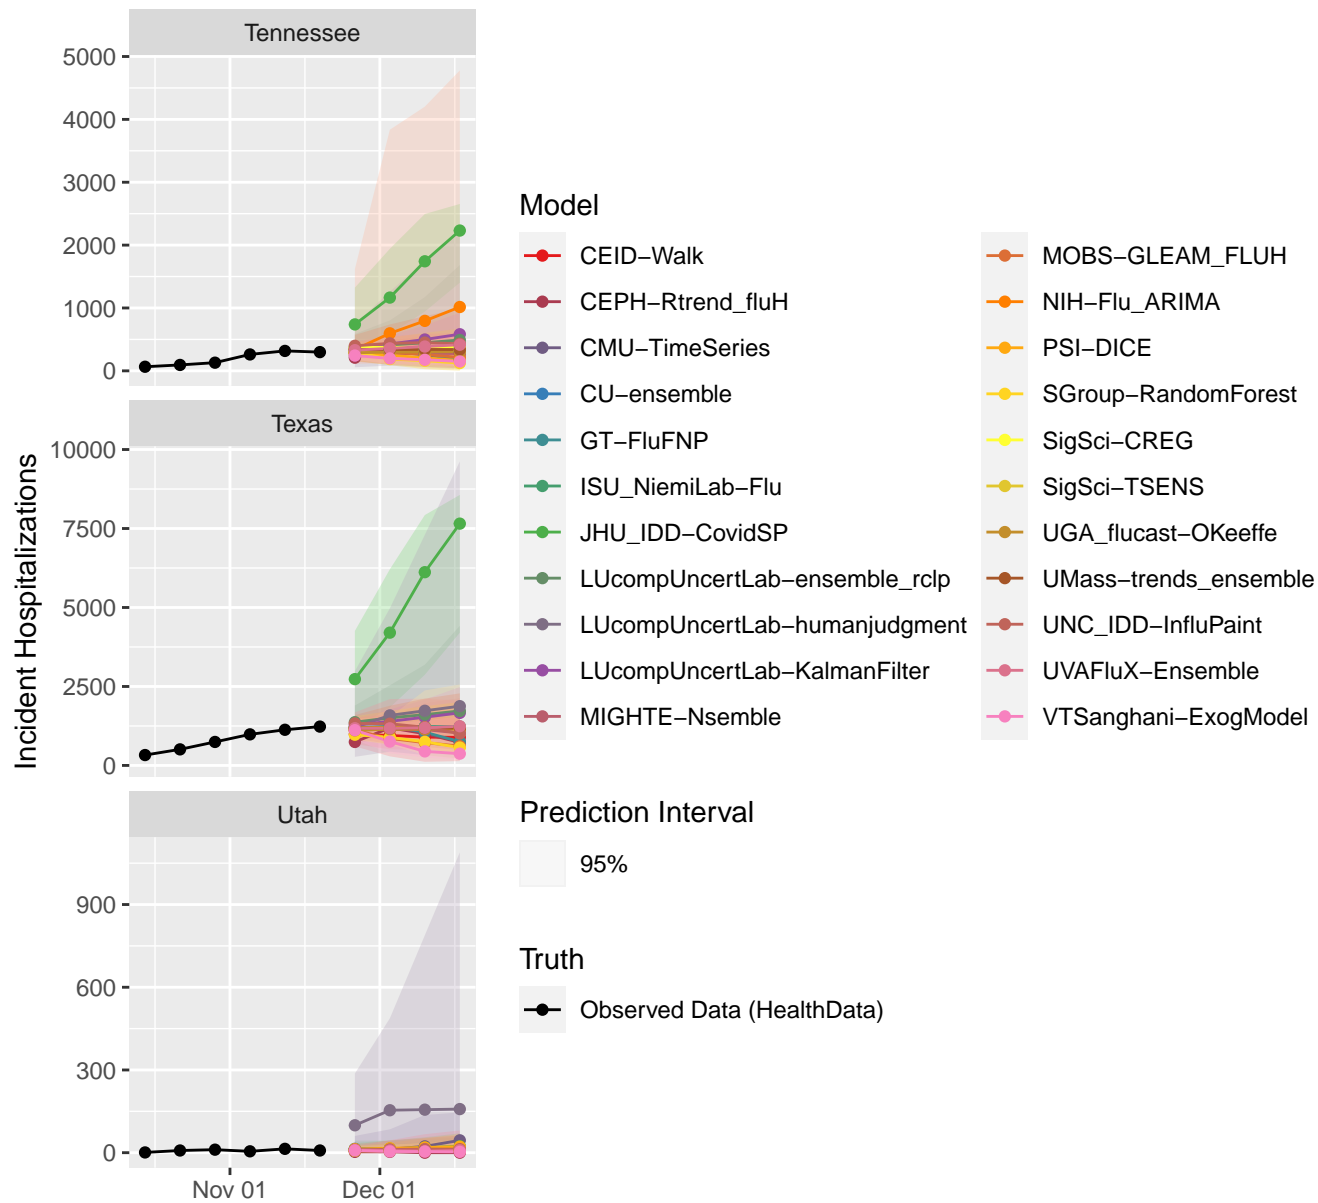 Tennessee
5000
4000
3000
2000
1000
0
Texas
10000
7500
5000
2500
0
Utah
900
600
300
0
Nov 01
Dec 01
Incident Hospitalizations
Model
CEID−Walk
CEPH−Rtrend_fluH
CMU−TimeSeries
CU−ensemble
GT−FluFNP
ISU_NiemiLab−Flu
JHU_IDD−CovidSP
LUcompUncertLab−ensemble_rclp
LUcompUncertLab−humanjudgment
LUcompUncertLab−KalmanFilter
MIGHTE−Nsemble
MOBS−GLEAM_FLUH
NIH−Flu_ARIMA
PSI−DICE
SGroup−RandomForest
SigSci−CREG
SigSci−TSENS
UGA_flucast−OKeeffe
UMass−trends_ensemble
UNC_IDD−InfluPaint
UVAFluX−Ensemble
VTSanghani−ExogModel
Prediction Interval
95%
Truth
Observed Data (HealthData)